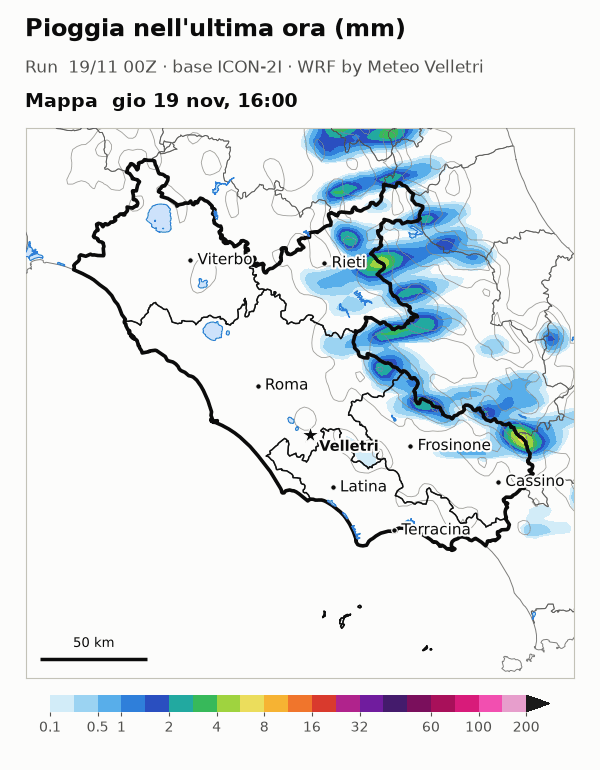 Pioggia nell'ultima ora (mm)
Run  19/11 00Z · base ICON-2I · WRF by Meteo Velletri
Mappa  gio 19 nov, 16:00
Viterbo
Rieti
Roma
Velletri
Frosinone
Latina
Cassino
Terracina
50 km
0.1 0.5 1 2 4 8 16 32 60 100 200